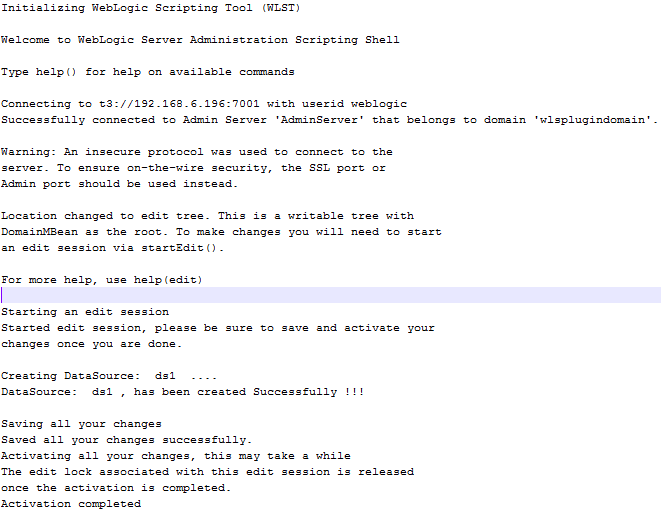 Initializing WebLogic Scripting Tool (WLST)
Welcome to WebLogic Server Administration Scripting Shell
Type help() for help on available commands
Connecting to t3://192.168.6.196:7001 with userid weblogic
Successfully connected to Admin Server 'AdminServer' that belongs to domain 'wlsplugindomain'.
Warning: An insecure protocol was used to connect to the
server. To ensure on-the-wire security, the SSL port or
Admin port should be used instead.
Location changed to edit tree. This is a writable tree with
DomainMBean as the root. To make changes you will need to start
an edit session via startEdit().
For more help, use help(edit)
Starting an edit session
Started edit session, please be sure to save and activate your
changes once you are done.
Creating DataSource:  ds1  ....
DataSource:  ds1 , has been created Successfully !!!
Saving all your changes
Saved all your changes successfully.
Activating all your changes, this may take a while
The edit lock associated with this edit session is released
once the activation is completed.
Activation completed